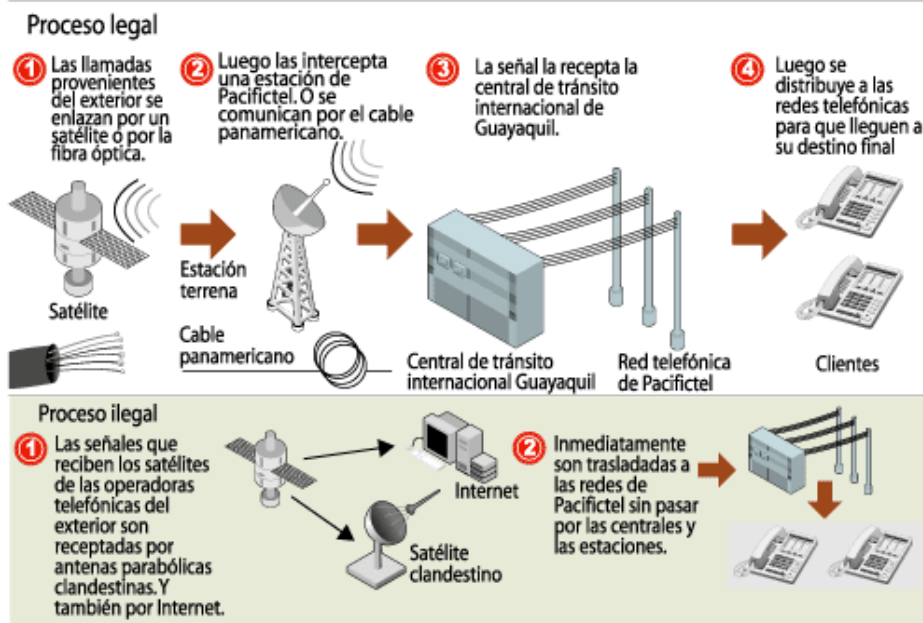 Proceso legal
1
Las llamadas
provenientes
del exterior se
enlazan por un
satélite o por la
fibra óptica.
2
Luego las intercepta
una estación de
Pacifictel. O se
comunican por el cable
panamericano.
3
La señal la recepta la
central de tránsito
internacional de
Guayaquil.
4
Luego se
distribuye a las
redes telefónicas
para que lleguen a
su destino final
Satélite
Estación
terrena
Cable
panamericano
Central de tránsito
internacional Guayaquil
Red telefónica
de Pacifictel
Clientes
Proceso ilegal
1
Las señales que
reciben los satélites
de las operadoras
telefónicas del
exterior son
receptadas por
antenas parabólicas
clandestinas. Y
también por Internet.
Internet
Satélite
clandestino
2
Inmediatamente
son trasladadas a
las redes de
Pacifictel sin pasar
por las centrales y
las estaciones.